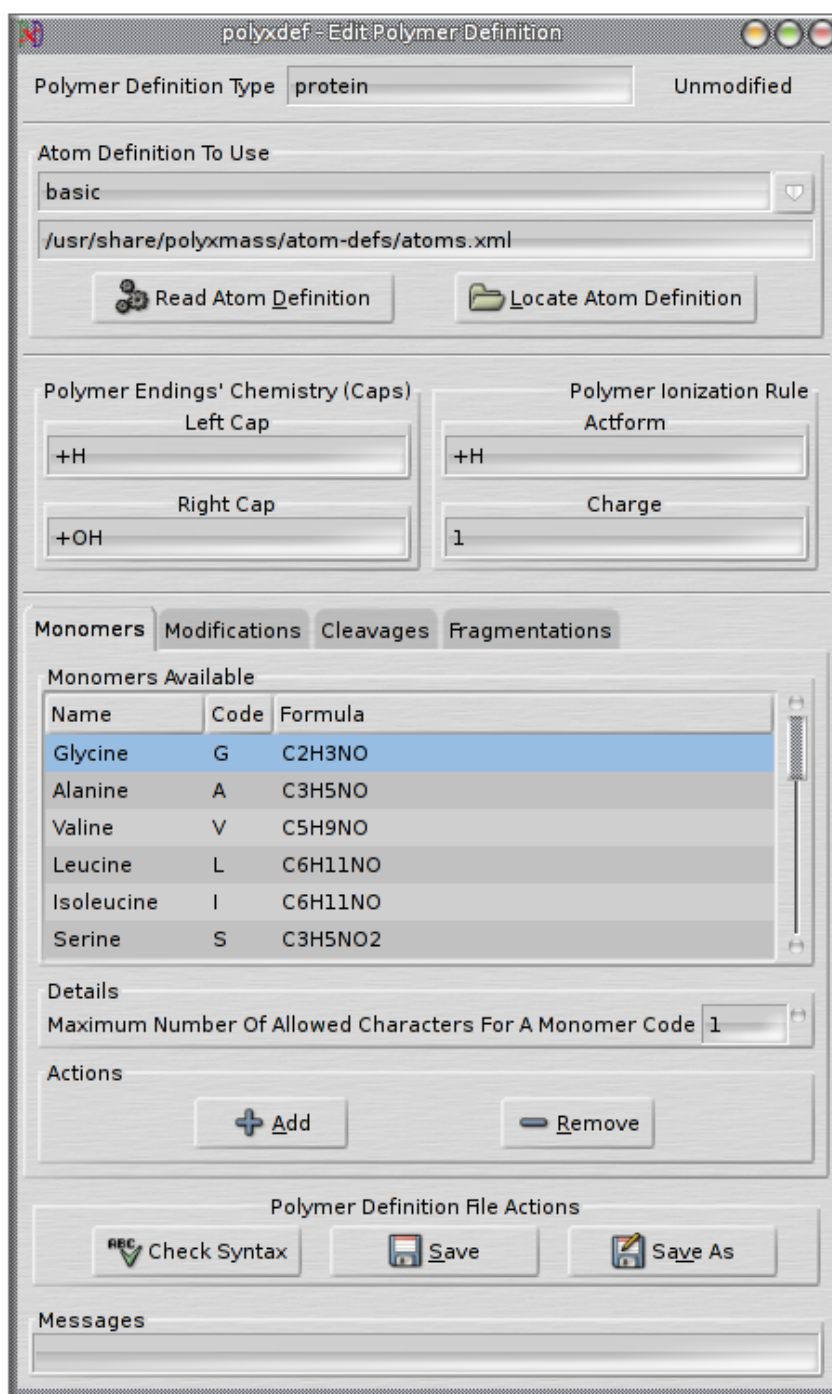 polyxdef - Edit Polymer Definition
Polymer Definition Type protein Unmodified
Atom Definition To Use
basic
/usr/share/polyxmass/atom-defs/atoms.xml
Read Atom Definition Locate Atom Definition
Polymer Endings' Chemistry (Caps) Polymer Ionization Rule
Left Cap Actform
+H +H
Right Cap Charge
+OH 1
Monomers Modifications Cleavages Fragmentations
Monomers Available
Name Code Formula
Glycine G C2H3NO
Alanine A C3H5NO
Valine V C5H9NO
Leucine L C6H11NO
Isoleucine I C6H11NO
Serine S C3H5NO2
Details
Maximum Number Of Allowed Characters For A Monomer Code 1
Actions
Add Remove
Polymer Definition File Actions
ABC Check Syntax Save Save As
Messages